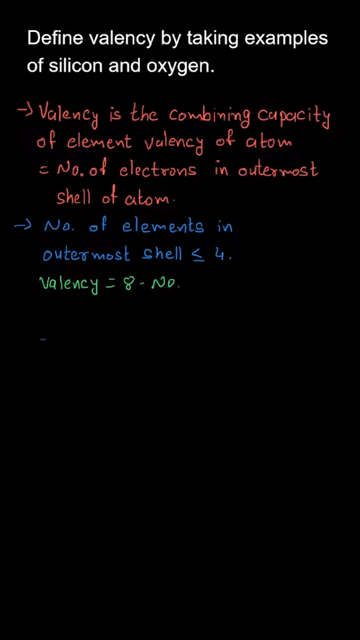 Define valency by taking examples
of silicon and oxygen.
→ Valency is the combining capacity
of element valency of atom
= No. of electrons in outermost
shell of atom.
→ No. of elements in
outermost shell ≤ 4.
Valency = 8 - No.